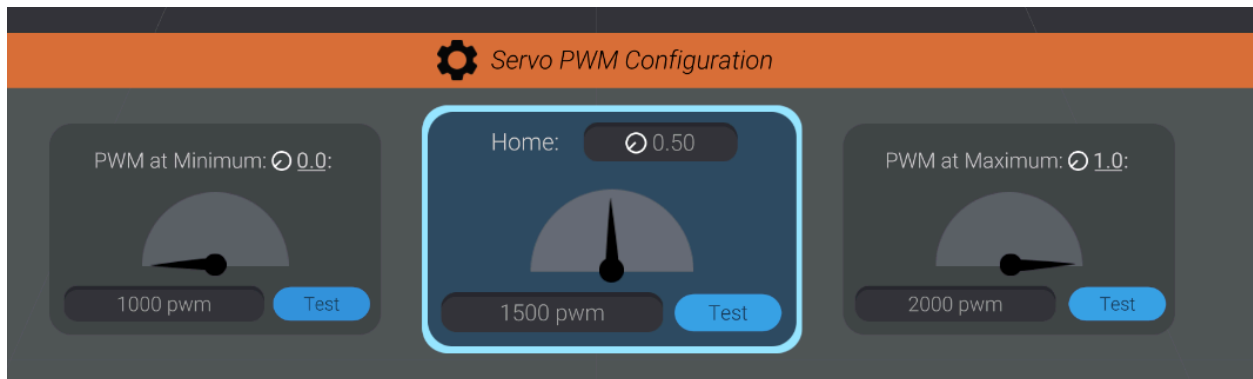 Servo PWM Configuration
PWM at Minimum: 0.0:
1000 pwm
Test
Home: 0.50
1500 pwm
Test
PWM at Maximum: 1.0:
2000 pwm
Test